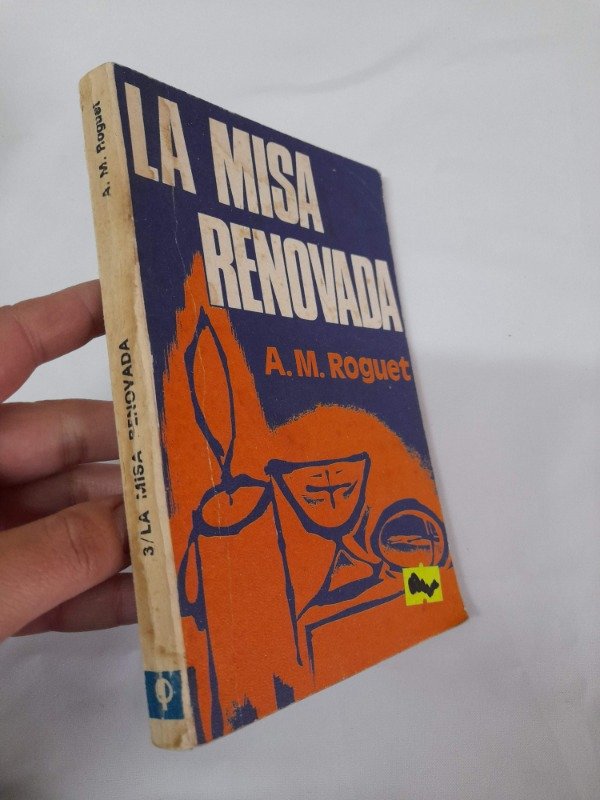 LA MISA
RENOVADA
A. M. Roguet
A. M. Roguet
3/LA MISA RENOVADA